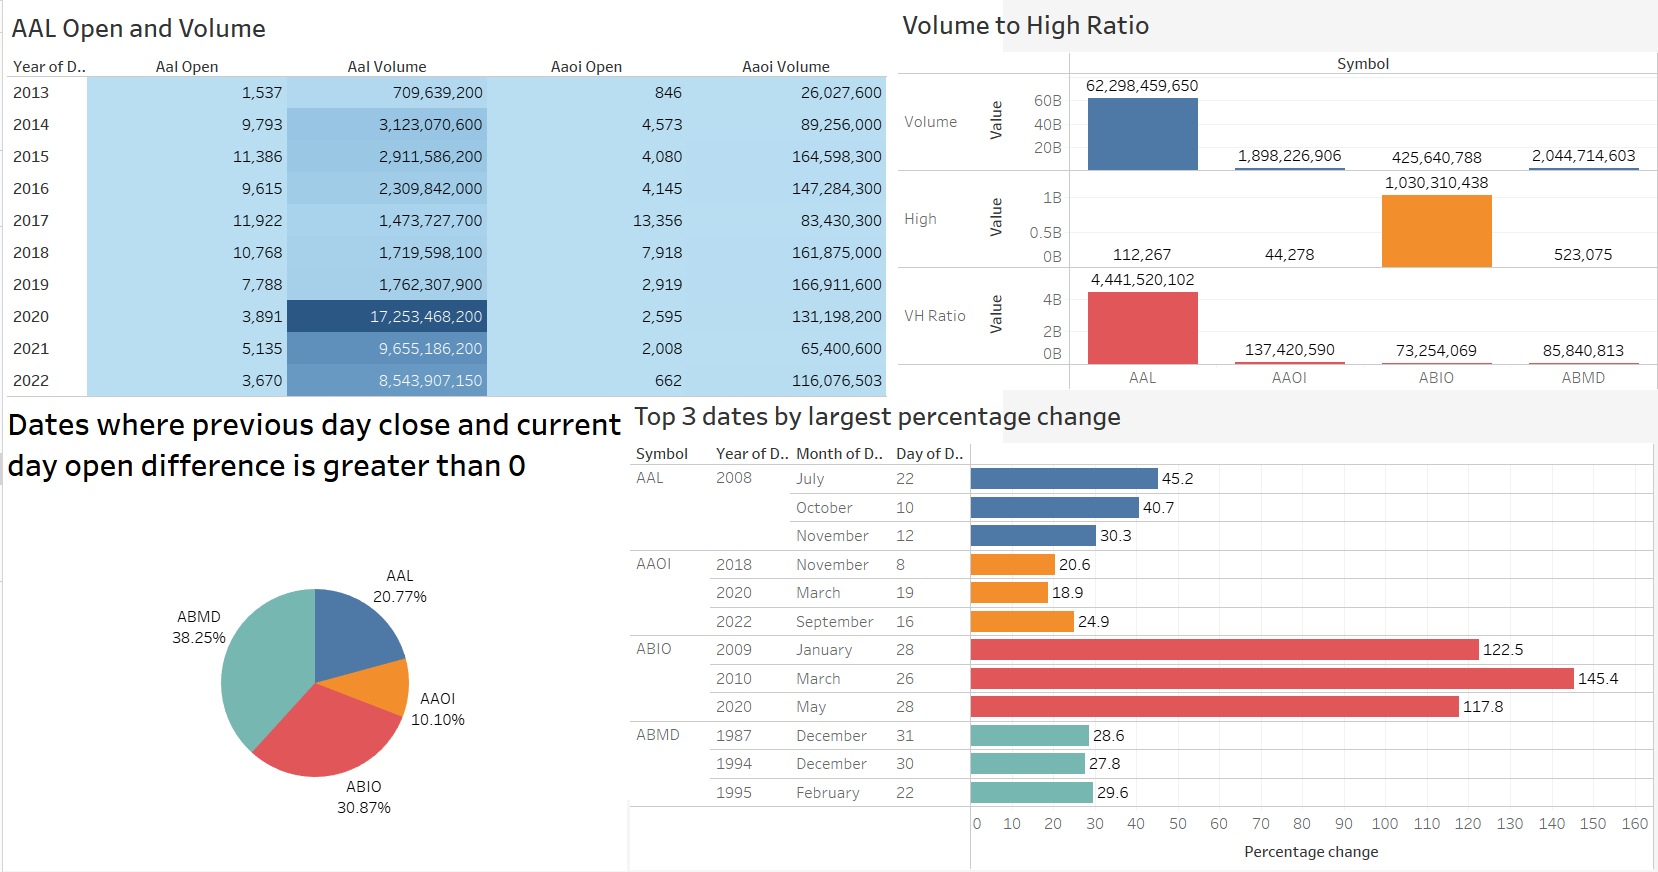 AAL Open and Volume
Year of D.. Aal Open Aal Volume Aaoi Open Aaoi Volume
2013 1,537 709,639,200 846 26,027,600
2014 9,793 3,123,070,600 4,573 89,256,000
2015 11,386 2,911,586,200 4,080 164,598,300
2016 9,615 2,309,842,000 4,145 147,284,300
2017 11,922 1,473,727,700 13,356 83,430,300
2018 10,768 1,719,598,100 7,918 161,875,000
2019 7,788 1,762,307,900 2,919 166,911,600
2020 3,891 17,253,468,200 2,595 131,198,200
2021 5,135 9,655,186,200 2,008 65,400,600
2022 3,670 8,543,907,150 662 116,076,503
Volume to High Ratio
Symbol
Volume
Value
60B
40B
20B
62,298,459,650
1,898,226,906
425,640,788
2,044,714,603
High
Value
1B
0.5B
0B
112,267
44,278
1,030,310,438
523,075
VH Ratio
Value
4B
2B
0B
4,441,520,102
137,420,590
73,254,069
85,840,813
AAL AAOI ABIO ABMD
Dates where previous day close and current
day open difference is greater than 0
AAL
20.77%
ABMD
38.25%
AAOI
10.10%
ABIO
30.87%
Top 3 dates by largest percentage change
Symbol Year of D.. Month of D.. Day of D..
AAL 2008 July 22 45.2
October 10 40.7
November 12 30.3
AAOI 2018 November 8 20.6
2020 March 19 18.9
2022 September 16 24.9
ABIO 2009 January 28 122.5
2010 March 26 145.4
2020 May 28 117.8
ABMD 1987 December 31 28.6
1994 December 30 27.8
1995 February 22 29.6
0 10 20 30 40 50 60 70 80 90 100 110 120 130 140 150 160
Percentage change